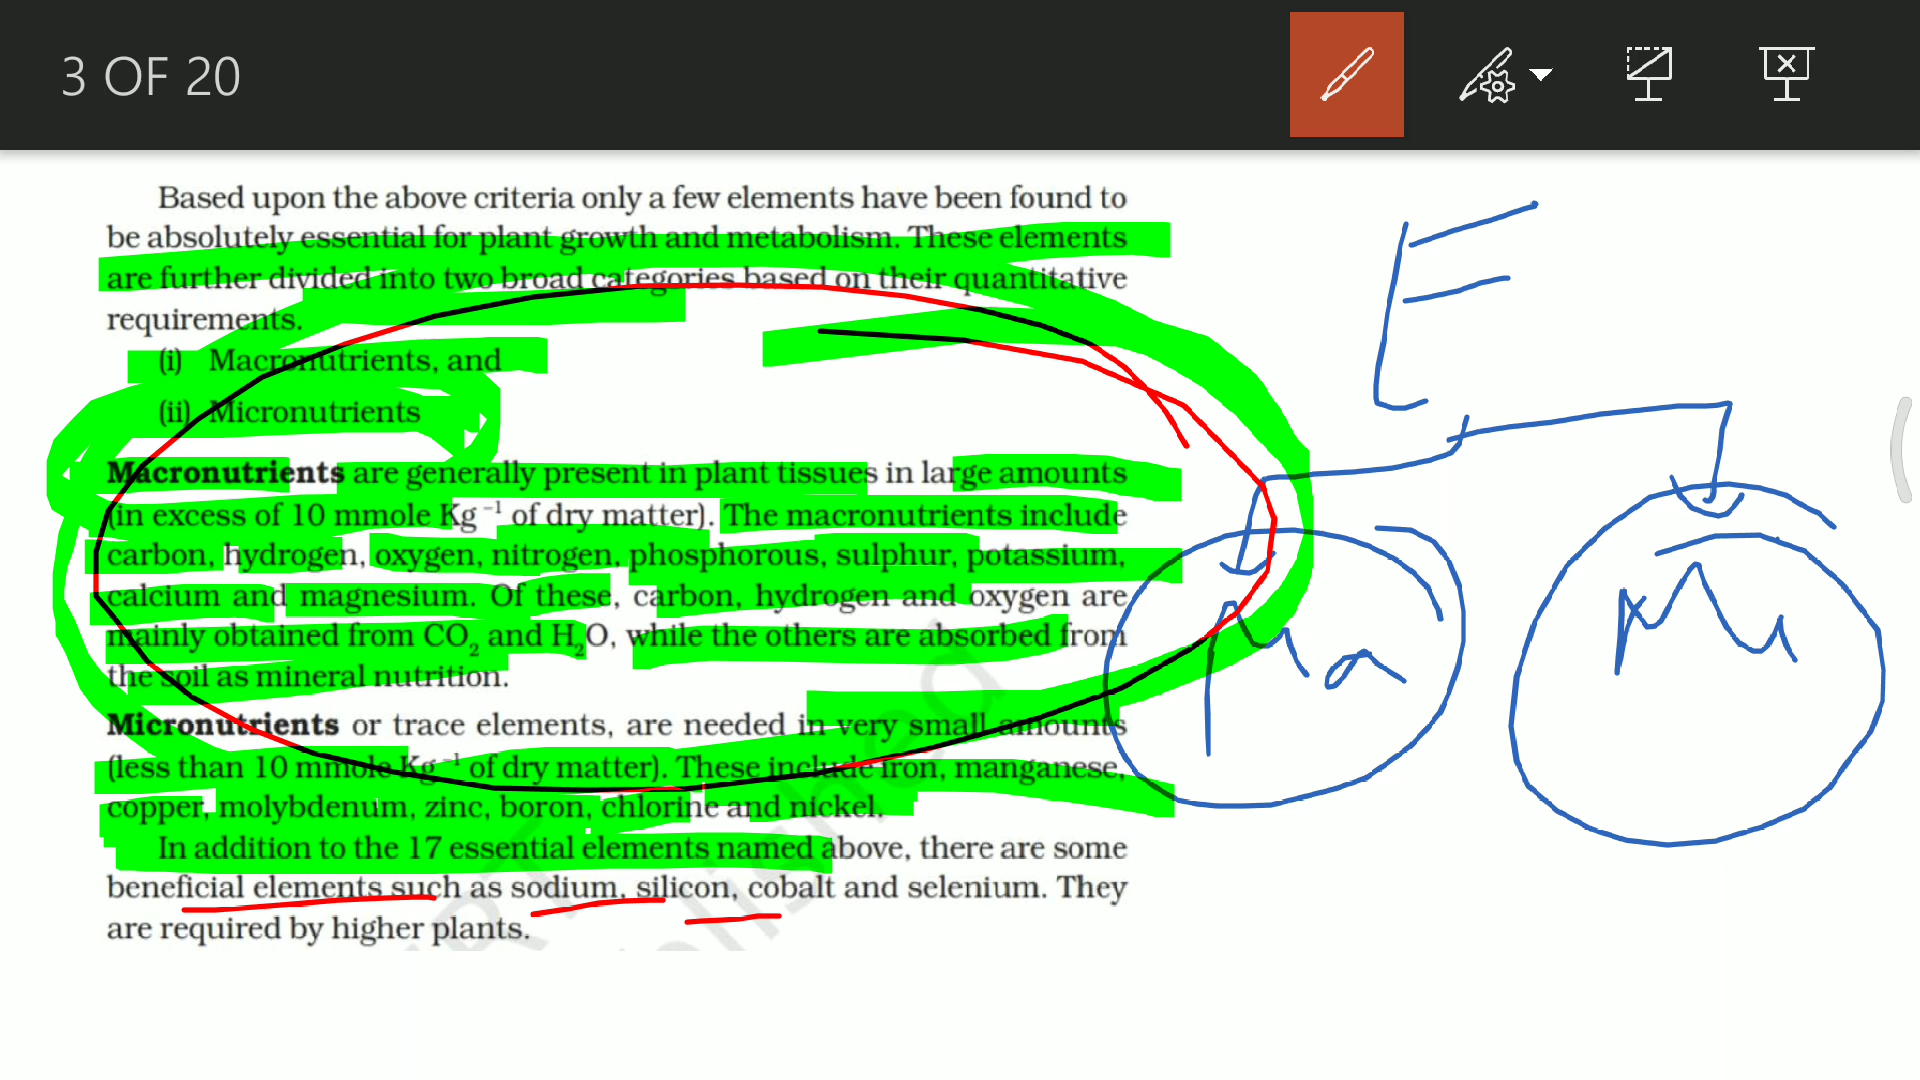 3 OF 20
Based upon the above criteria only a few elements have been found to
be absolutely essential for plant growth and metabolism. These elements
are further divided into two broad categories based on their quantitative
requirements.
(i) Macronutrients, and
(ii) Micronutrients
Macronutrients are generally present in plant tissues in large amounts
(in excess of 10 mmole Kg⁻¹ of dry matter). The macronutrients include
carbon, hydrogen, oxygen, nitrogen, phosphorous, sulphur, potassium,
calcium and magnesium. Of these, carbon, hydrogen and oxygen are
mainly obtained from CO₂ and H₂O, while the others are absorbed from
the soil as mineral nutrition.
Micronutrients or trace elements, are needed in very small amounts
(less than 10 mmole Kg⁻¹ of dry matter). These include iron, manganese,
copper, molybdenum, zinc, boron, chlorine and nickel.
In addition to the 17 essential elements named above, there are some
beneficial elements such as sodium, silicon, cobalt and selenium. They
are required by higher plants.
E
Ma